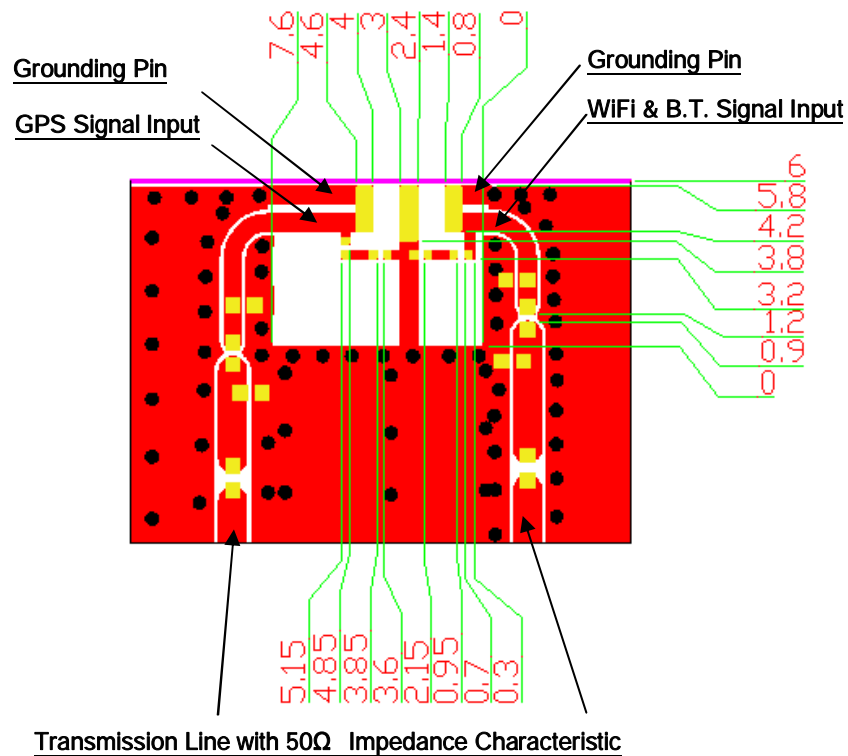 7.6 4.6 4 3 2.4 1.4 0.8 0
Grounding Pin
Grounding Pin
GPS Signal Input
WiFi & B.T. Signal Input
6
5.8
4.2
3.8
3.2
1.2
0.9
0
5.15 4.85 3.85 3.6 2.15 0.95 0.7 0.3
Transmission Line with 50Ω Impedance Characteristic